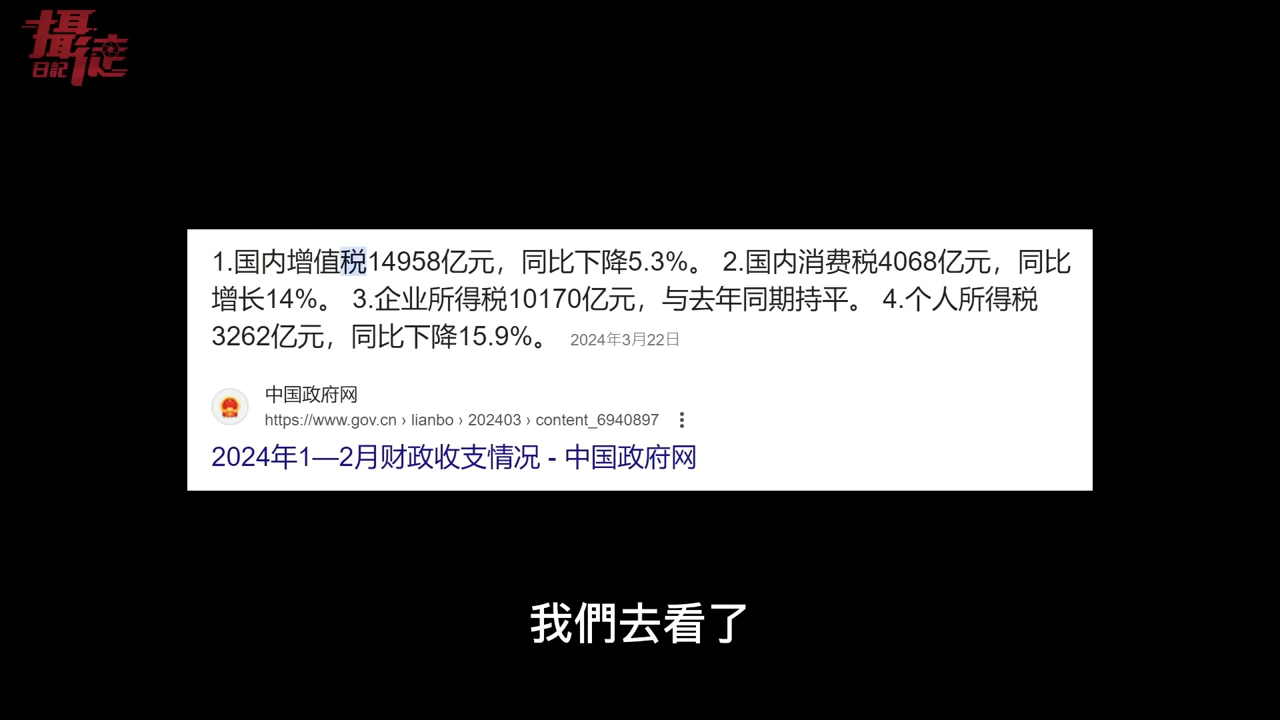 攝徒
日記
1.国内增值税14958亿元，同比下降5.3%。 2.国内消费税4068亿元，同比
增长14%。 3.企业所得税10170亿元，与去年同期持平。 4.个人所得税
3262亿元，同比下降15.9%。 2024年3月22日
中国政府网
https://www.gov.cn › lianbo › 202403 › content_6940897
2024年1—2月财政收支情况 - 中国政府网
我們去看了